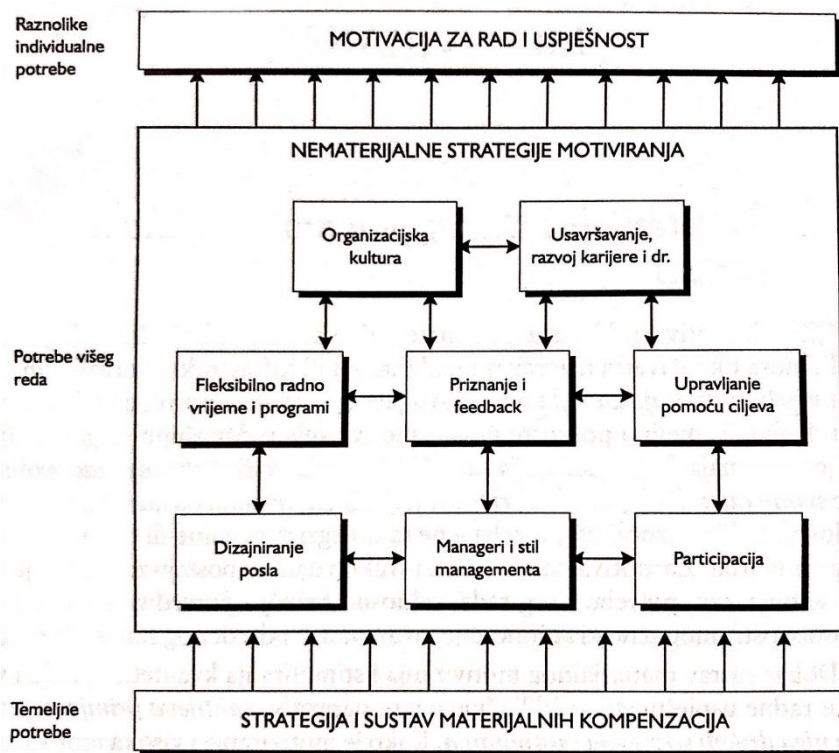 Raznolike
individualne
potrebe
MOTIVACIJA ZA RAD I USPJEŠNOST
NEMATERIJALNE STRATEGIJE MOTIVIRANJA
Organizacijska
kultura
Usavršavanje,
razvoj karijere i dr.
Potrebe višeg
reda
Fleksibilno radno
vrijeme i programi
Priznanje i
feedback
Upravljanje
pomoću ciljeva
Dizajniranje
posla
Manageri i stil
managementa
Participacija
Temeljne
potrebe
STRATEGIJA I SUSTAV MATERIJALNIH KOMPENZACIJA